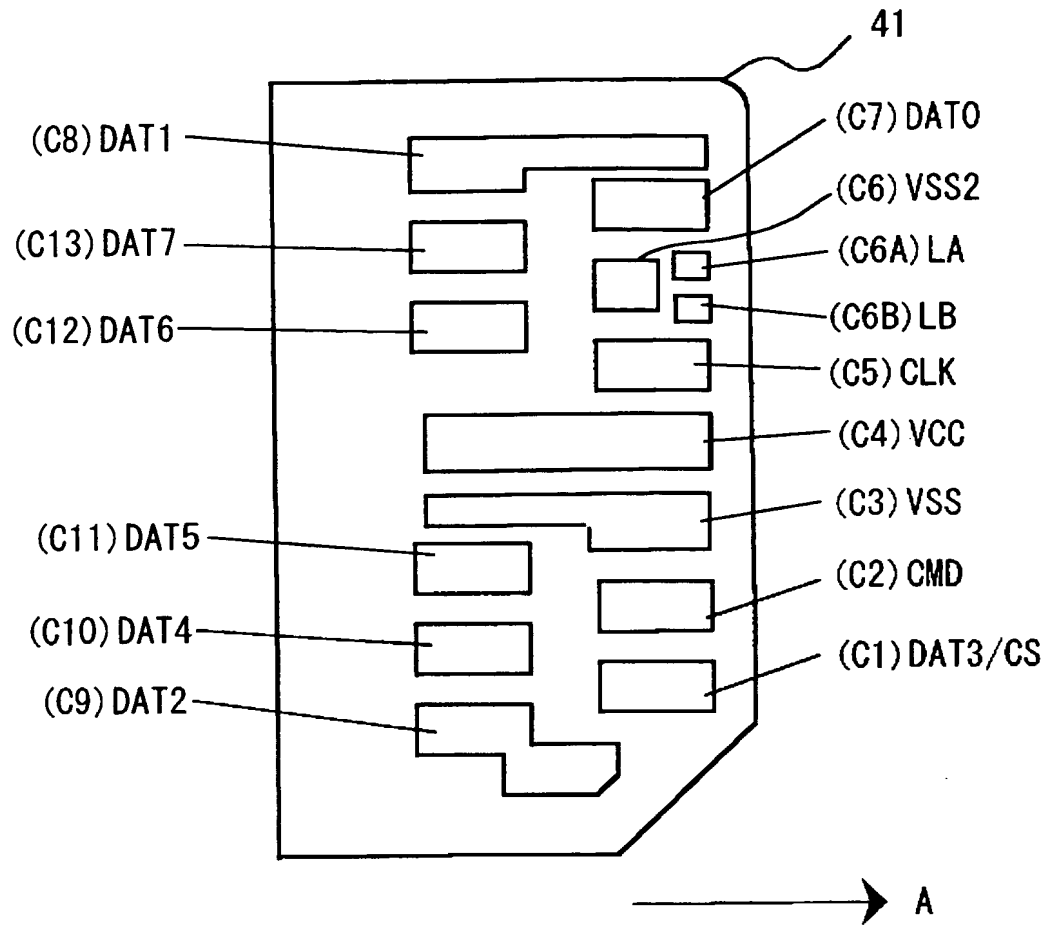 41
(C8) DAT1
(C7) DAT0
(C6) VSS2
(C13) DAT7
(C6A) LA
(C12) DAT6
(C6B) LB
(C5) CLK
(C4) VCC
(C3) VSS
(C11) DAT5
(C2) CMD
(C10) DAT4
(C1) DAT3/CS
(C9) DAT2
A